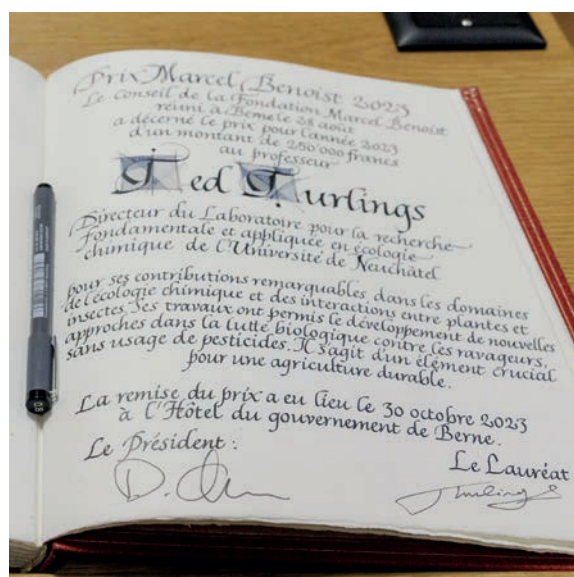 Prix Marcel Benoist 2023
Le Conseil de la Fondation Marcel Benoist
réuni à Berne le 28 août
a décerné le prix pour l'année 2023
d'un montant de 250'000 francs
au professeur
Ted Turlings
Directeur du Laboratoire pour la recherche
fondamentale et appliquée en écologie
chimique de l'Université de Neuchâtel
pour ses contributions remarquables dans les domaines
de l'écologie chimique et des interactions entre plantes et
insectes. Ses travaux ont permis le développement de nouvelles
approches dans la lutte biologique contre les ravageurs,
sans usage de pesticides. Il s'agit d'un élément crucial
pour une agriculture durable.
La remise du prix a eu lieu le 30 octobre 2023
à l'Hôtel du gouvernement de Berne.
Le Président :
Le Lauréat
Turlings